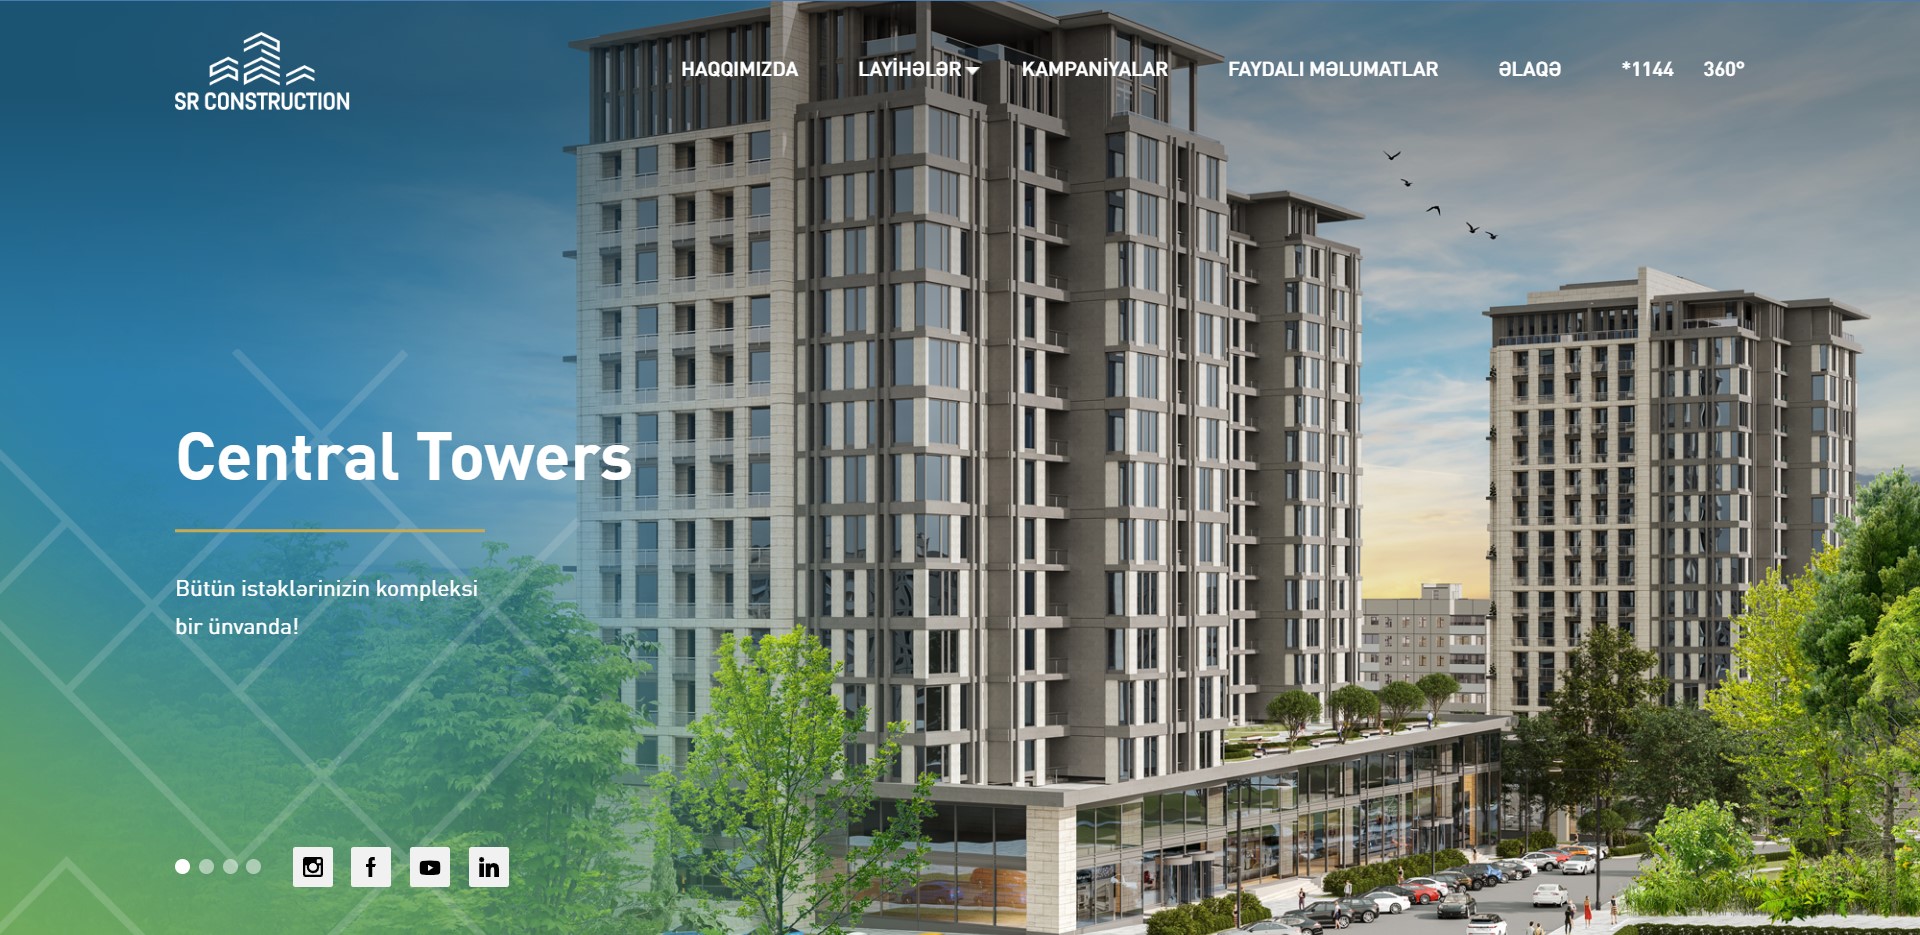 SR CONSTRUCTION
HAQQIMIZDA LAYİHƏLƏR KAMPANİYALAR FAYDALI MƏLUMATLAR ƏLAQƏ *1144 360°
Central Towers
Bütün istəklərinizin kompleksi
bir ünvanda!